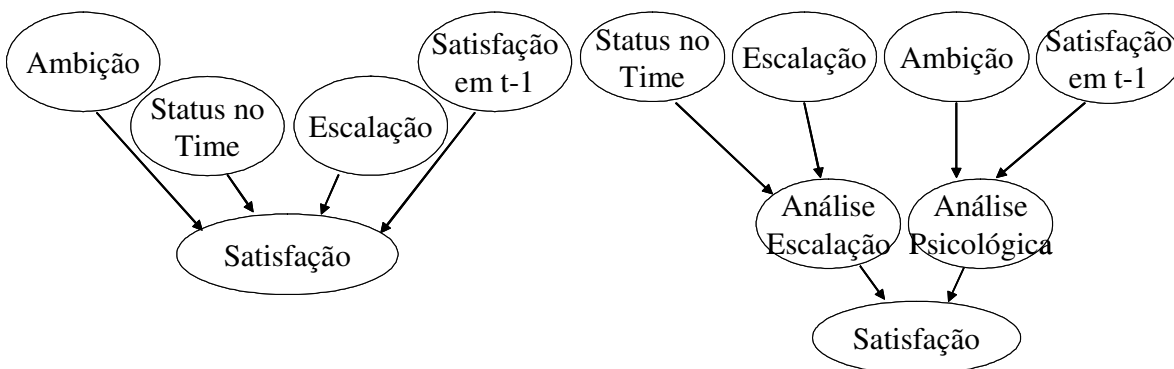 Ambição
Status no
Time
Escalação
Satisfação
em t-1
Satisfação
Status no
Time
Escalação
Ambição
Satisfação
em t-1
Análise
Escalação
Análise
Psicológica
Satisfação